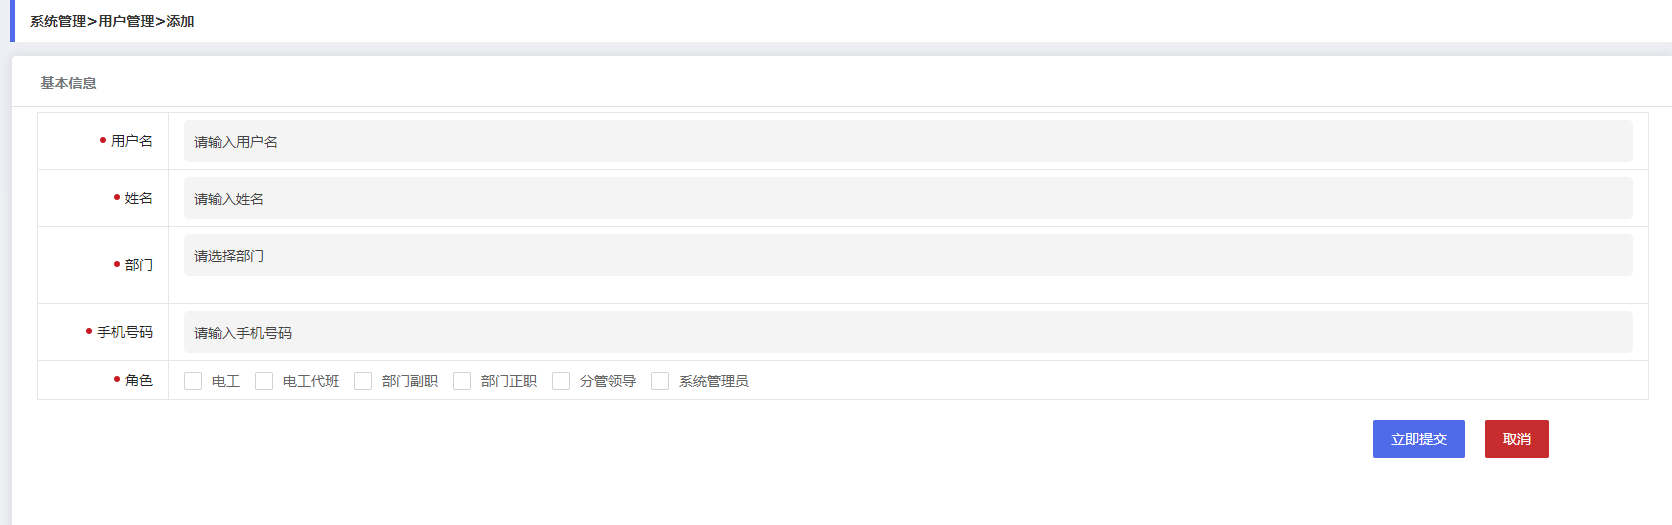 系统管理>用户管理>添加
基本信息
用户名 请输入用户名
姓名 请输入姓名
部门 请选择部门
手机号码 请输入手机号码
角色 电工 电工代班 部门副职 部门正职 分管领导 系统管理员
立即提交 取消